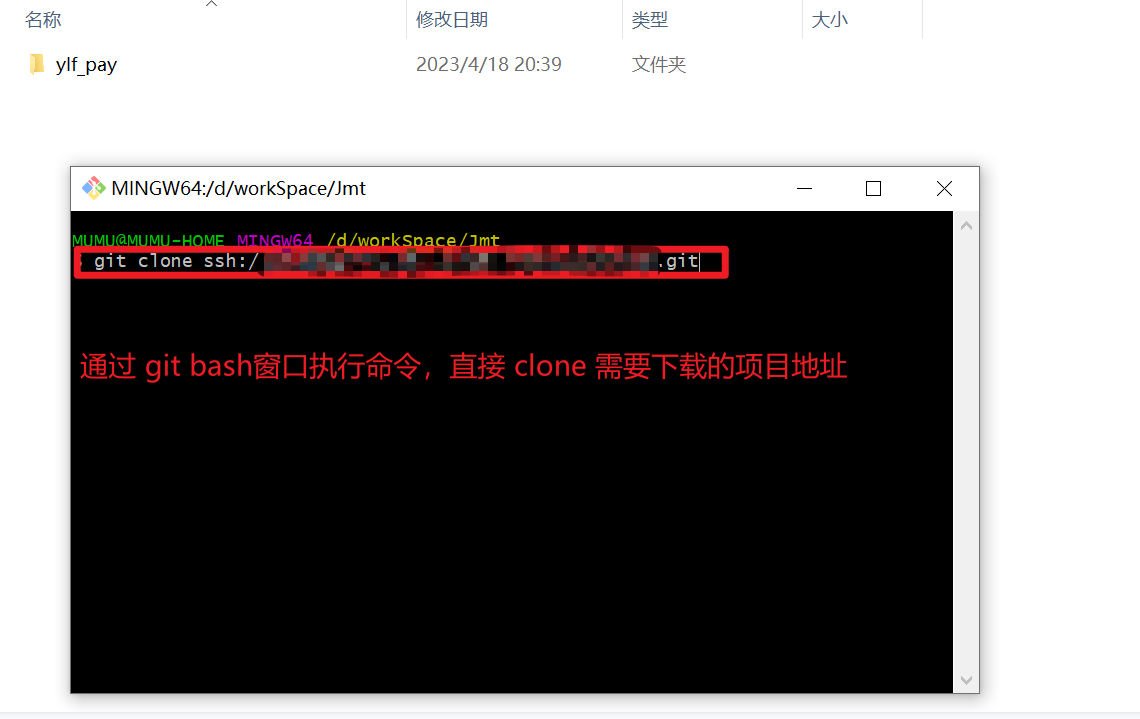 名称 修改日期 类型 大小
ylf_pay 2023/4/18 20:39 文件夹
MINGW64:/d/workSpace/Jmt
MUMU@MUMU-HOME MINGW64 /d/workSpace/Jmt
git clone ssh:/ .git
通过 git bash窗口执行命令，直接 clone 需要下载的项目地址